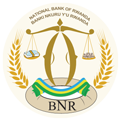 NATIONAL BANK OF RWANDA
BANKI NKURU Y'U RWANDA
BNR